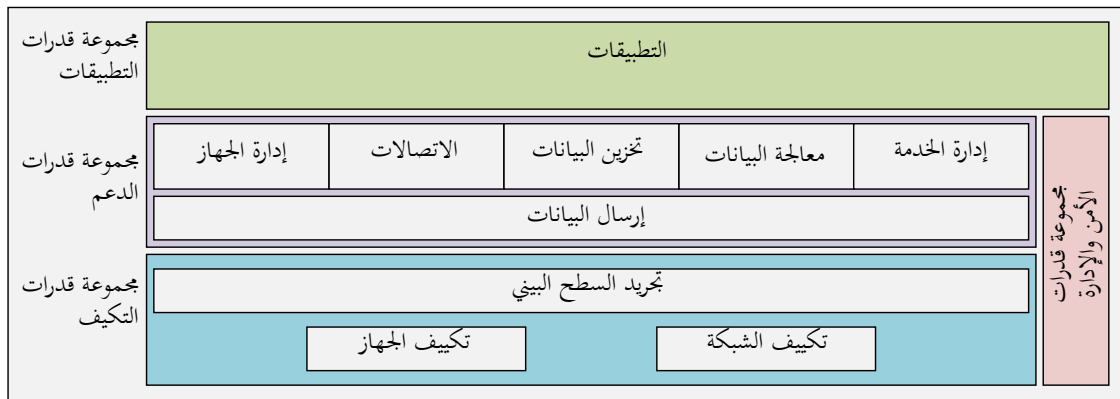 مجموعة قدرات
التطبيقات
التطبيقات
مجموعة قدرات
الدعم
إدارة الخدمة
معالجة البيانات
تخزين البيانات
الاتصالات
إدارة الجهاز
إرسال البيانات
مجموعة قدرات
الأمن والإدارة
مجموعة قدرات
التكيف
تجريد السطح البيني
تكييف الشبكة
تكييف الجهاز